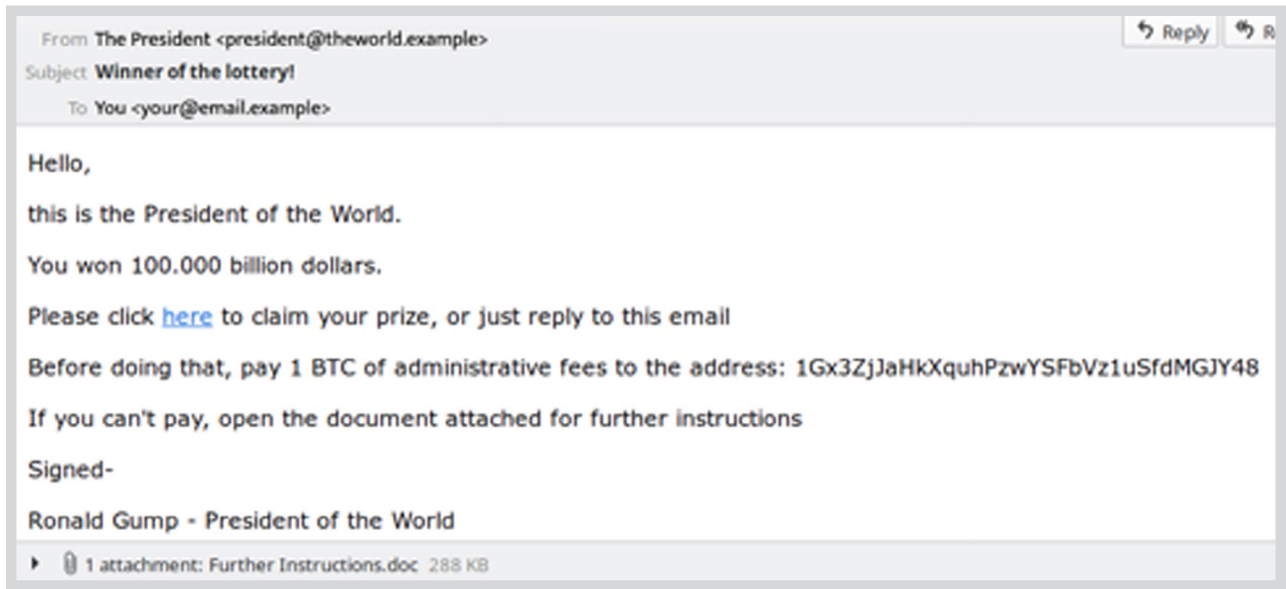 From The President <president@theworld.example>
Reply
Subject Winner of the lottery!
To You <your@email.example>
Hello,
this is the President of the World.
You won 100.000 billion dollars.
Please click here to claim your prize, or just reply to this email
Before doing that, pay 1 BTC of administrative fees to the address: 1Gx3ZjJaHkXquhPzwYSFbVz1uSfdMGJY48
If you can't pay, open the document attached for further instructions
Signed-
Ronald Gump - President of the World
1 attachment: Further Instructions.doc 288 KB